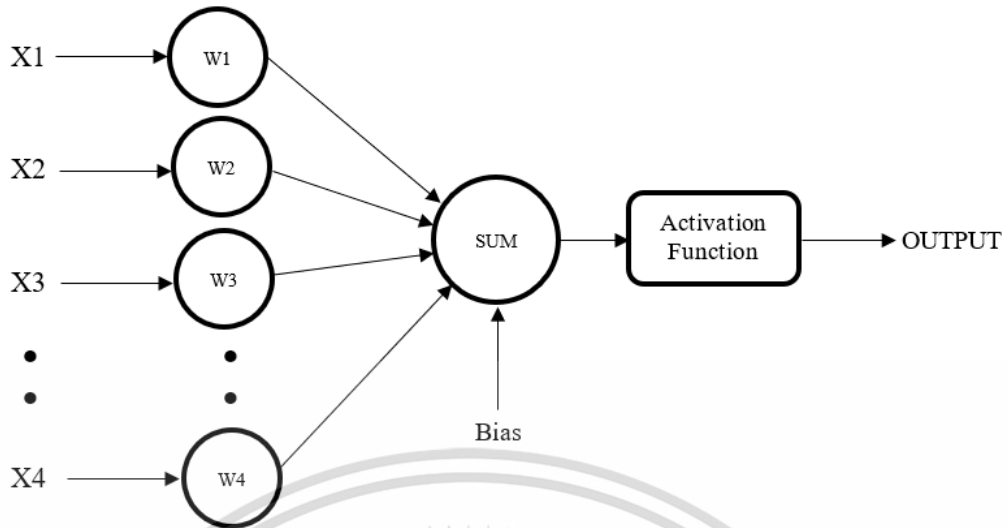 X1
W1
X2
W2
X3
W3
X4
W4
SUM
Bias
Activation
Function
OUTPUT